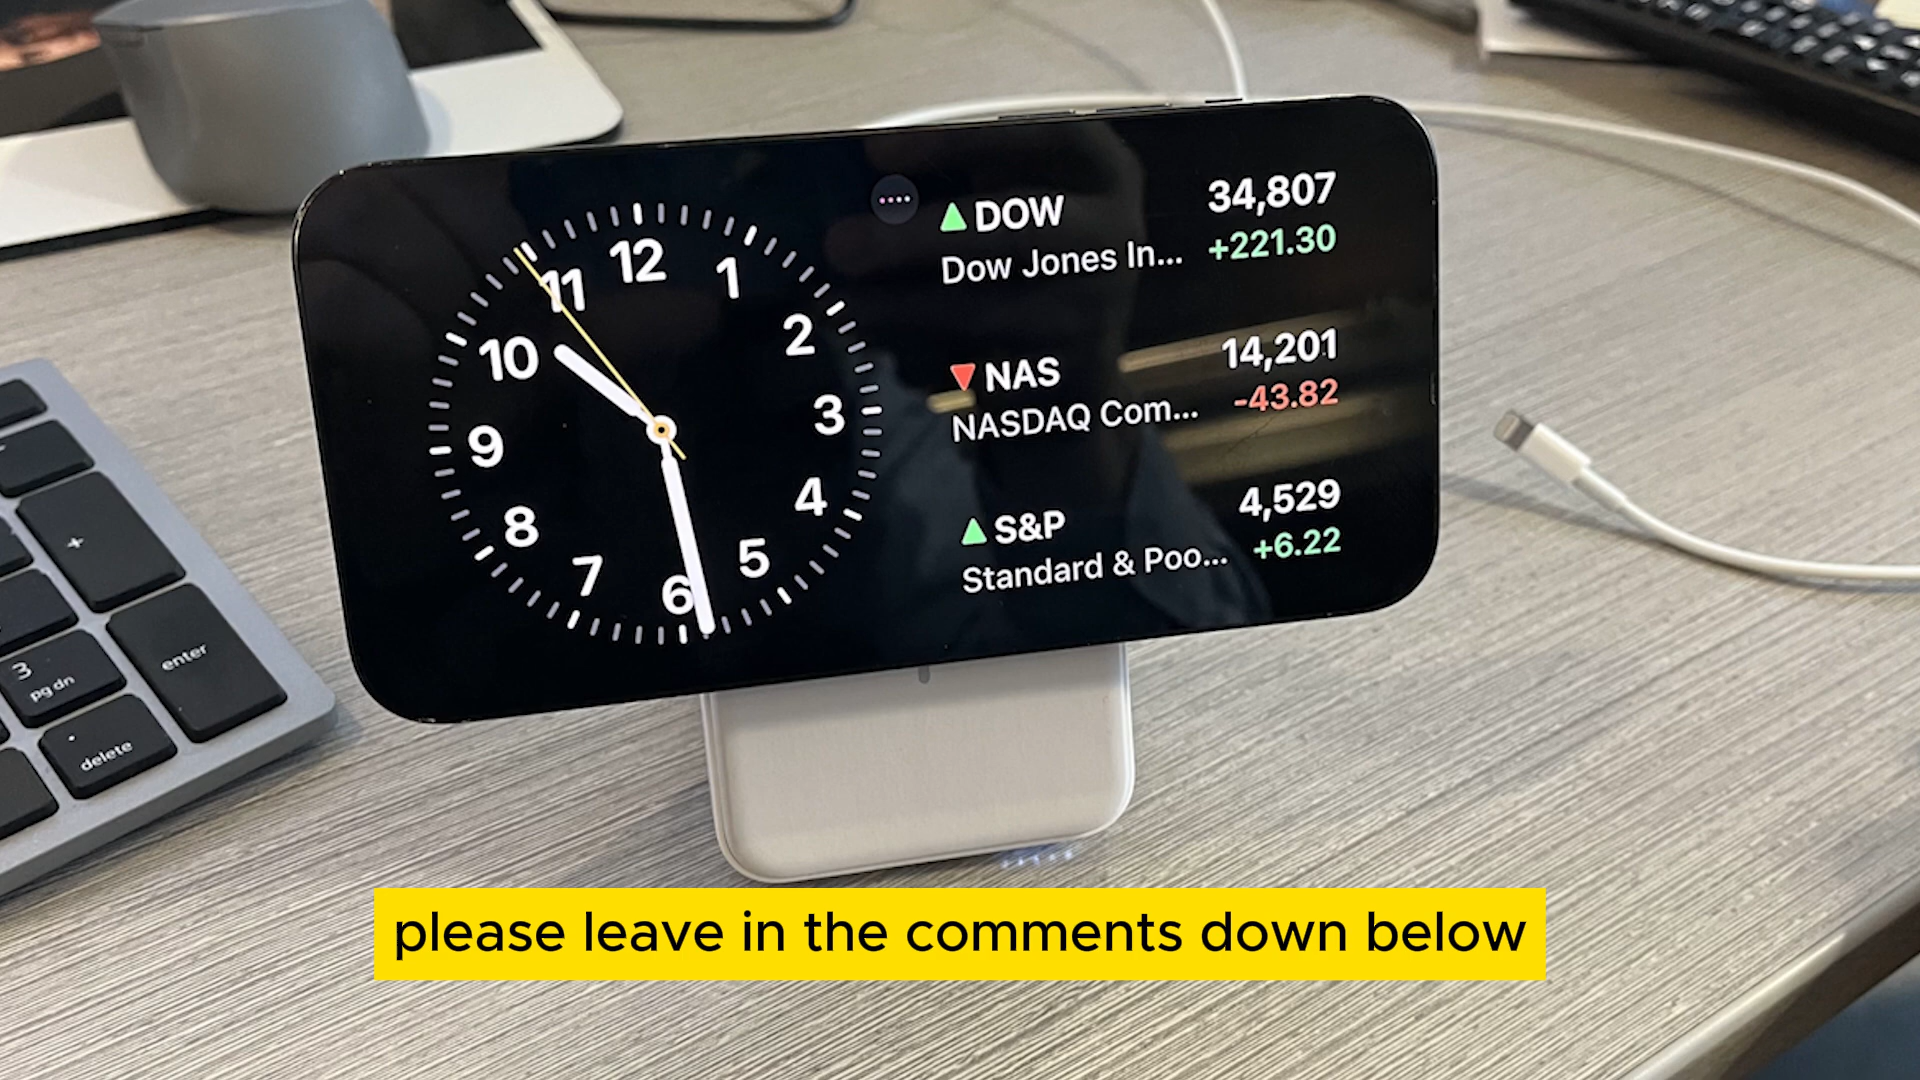 12
11
1
10
2
9
3
8
4
7
5
6
DOW 34,807
Dow Jones In... +221.30
NAS 14,201
NASDAQ Com... -43.82
S&P 4,529
Standard & Poo... +6.22
+
enter
3
pg dn
.
delete
please leave in the comments down below